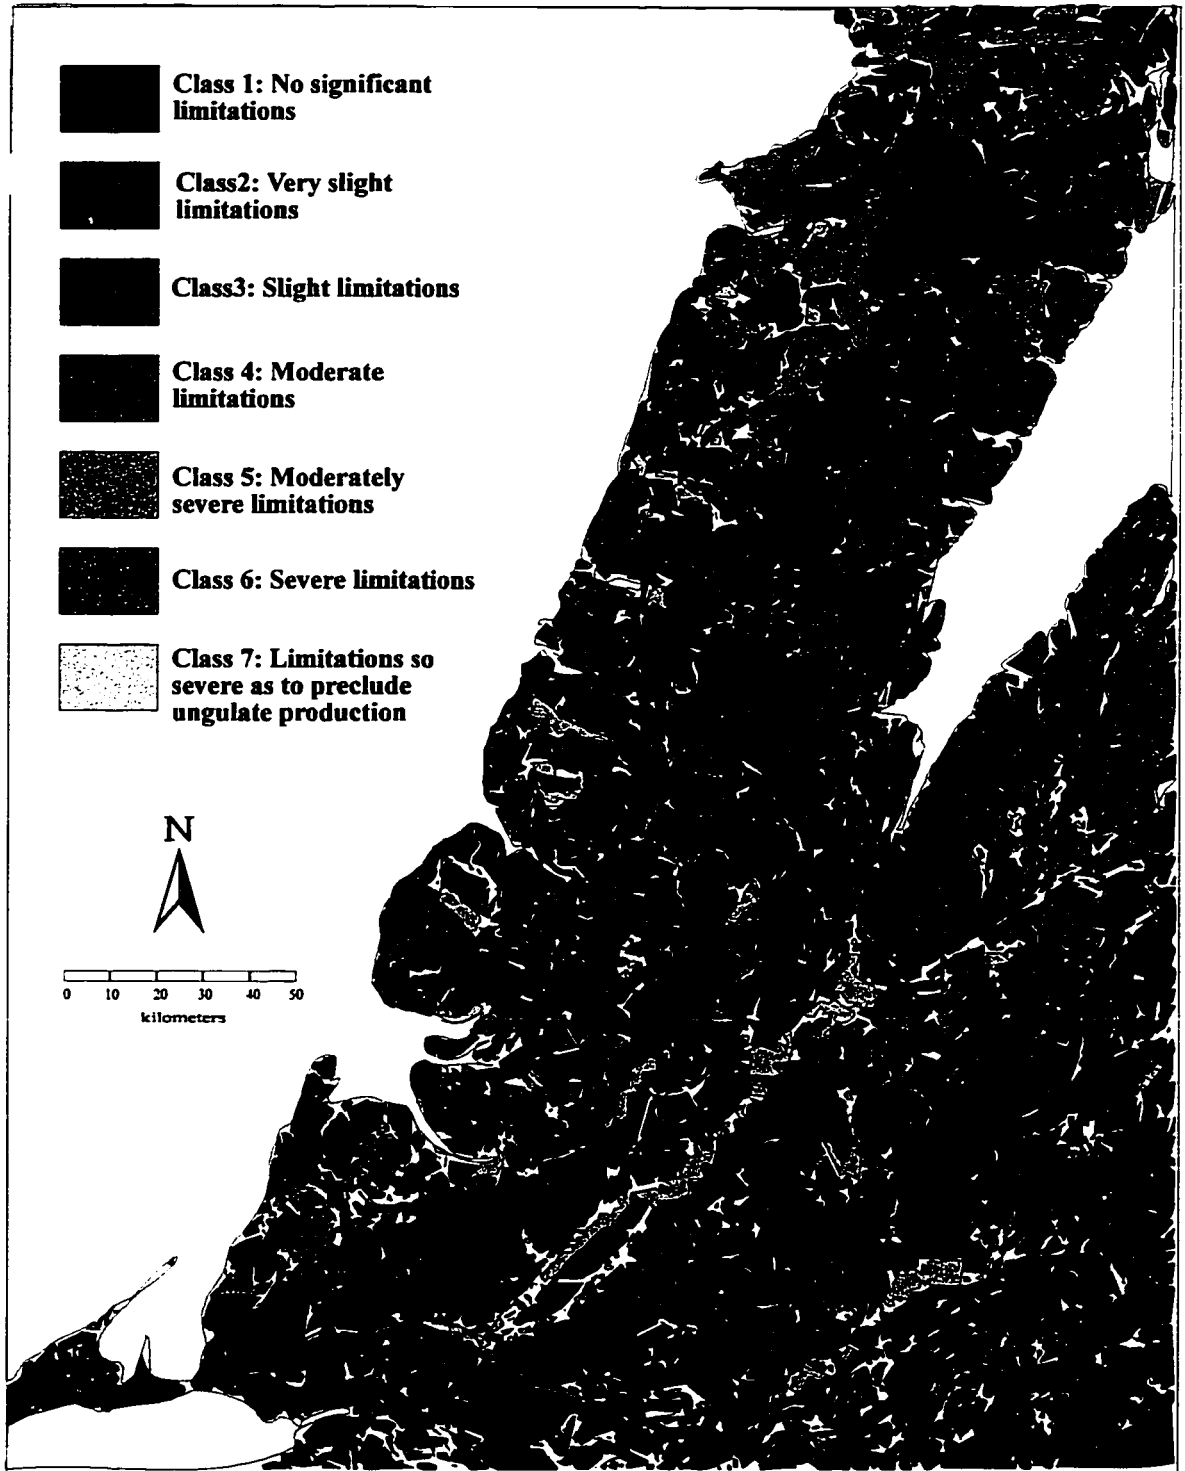 Class 1: No significant
limitations
Class2: Very slight
limitations
Class3: Slight limitations
Class 4: Moderate
limitations
Class 5: Moderately
severe limitations
Class 6: Severe limitations
Class 7: Limitations so
severe as to preclude
ungulate production
N
0 10 20 30 40 50
kilometers